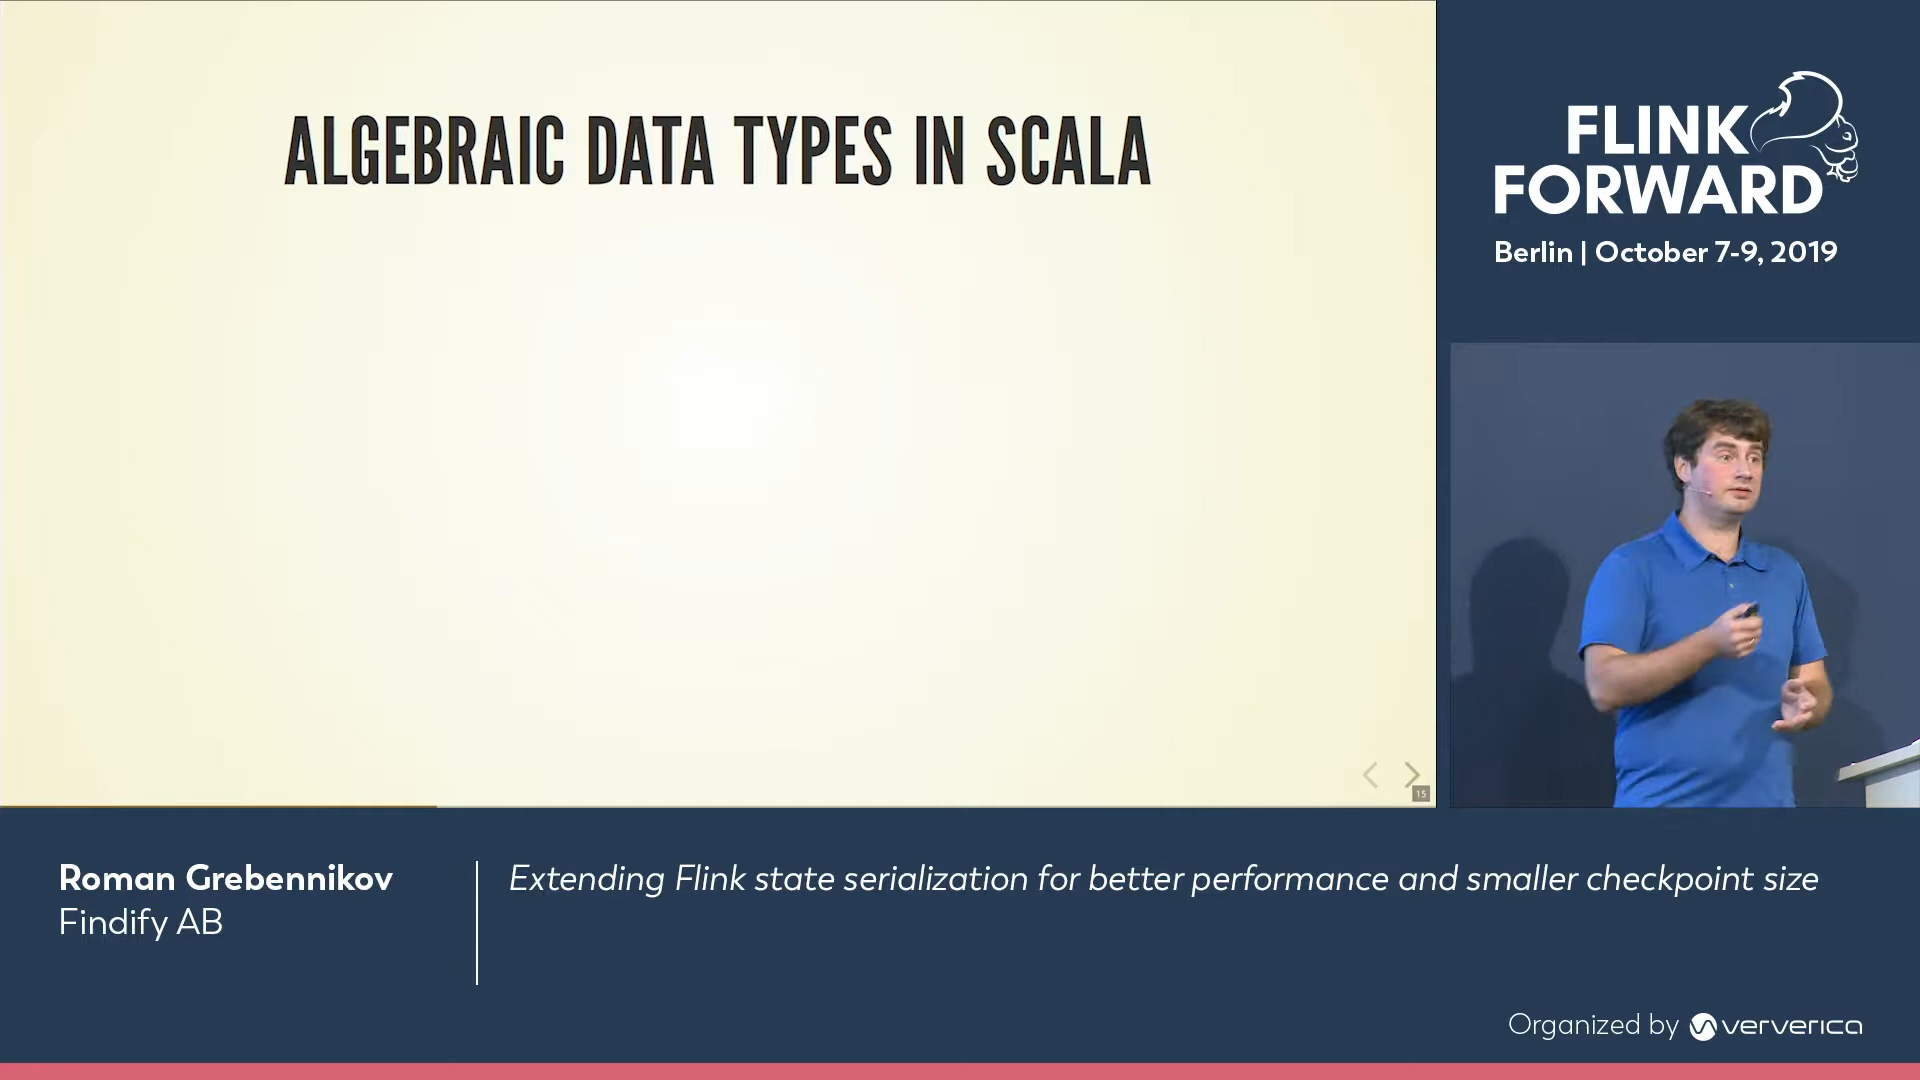 ALGEBRAIC DATA TYPES IN SCALA
15
FLINK
FORWARD
Berlin | October 7-9, 2019
Roman Grebennikov
Findify AB
Extending Flink state serialization for better performance and smaller checkpoint size
Organized by ververica